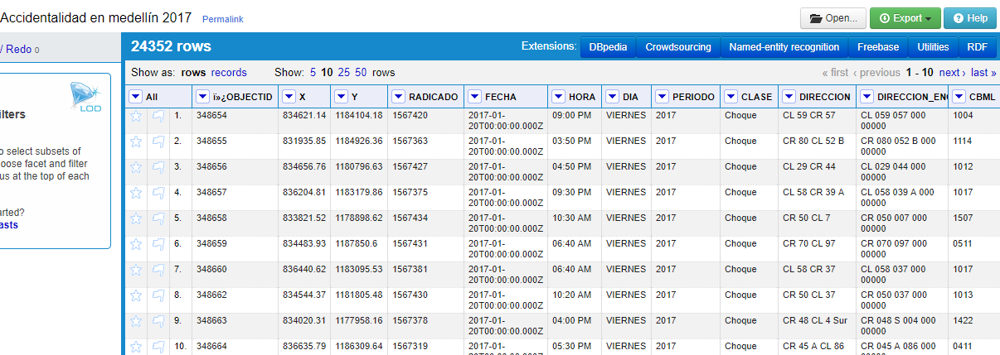 Accidentalidad en medellín 2017 Permalink
Open... Export Help
/ Redo 0
24352 rows
Extensions: DBpedia Crowdsourcing Named-entity recognition Freebase Utilities RDF
Show as: rows records Show: 5 10 25 50 rows
« first ‹ previous 1 - 10 next › last »
LOD
ilters
o select subsets of
oose facet and filter
us at the top of each
arted?
asts
All ï»¿OBJECTID X Y RADICADO FECHA HORA DIA PERIODO CLASE DIRECCION DIRECCION_ENC CBML
1. 348654 834621.14 1184104.18 1567420 2017-01-20T00:00:00.000Z 09:00 PM VIERNES 2017 Choque CL 59 CR 57 CL 059 057 000 00000 1004
2. 348655 831935.85 1184926.36 1567363 2017-01-20T00:00:00.000Z 03:50 PM VIERNES 2017 Choque CR 80 CL 52 B CR 080 052 B 000 00000 1114
3. 348656 834656.76 1180796.63 1567427 2017-01-20T00:00:00.000Z 04:50 PM VIERNES 2017 Choque CL 29 CR 44 CL 029 044 000 00000 1012
4. 348657 836204.81 1183179.86 1567375 2017-01-20T00:00:00.000Z 09:30 PM VIERNES 2017 Choque CL 58 CR 39 A CL 058 039 A 000 00000 1017
5. 348658 833821.52 1178898.62 1567434 2017-01-20T00:00:00.000Z 10:30 AM VIERNES 2017 Choque CR 50 CL 7 CR 050 007 000 00000 1507
6. 348659 834483.93 1187850.6 1567431 2017-01-20T00:00:00.000Z 06:40 AM VIERNES 2017 Choque CR 70 CL 97 CR 070 097 000 00000 0511
7. 348660 836440.62 1183095.53 1567381 2017-01-20T00:00:00.000Z 06:40 AM VIERNES 2017 Choque CL 58 CR 37 CL 058 037 000 00000 1017
8. 348662 834544.37 1181805.48 1567430 2017-01-20T00:00:00.000Z 10:20 AM VIERNES 2017 Choque CR 50 CL 37 CR 050 037 000 00000 1013
9. 348663 834020.31 1177958.16 1567378 2017-01-20T00:00:00.000Z 04:00 PM VIERNES 2017 Choque CR 48 CL 4 Sur CR 048 S 004 000 00000 1422
10. 348664 836635.79 1186309.64 1567319 2017-01-20T00:00:00.000Z 05:30 PM VIERNES 2017 Choque CR 45 A CL 86 CR 045 A 086 000 00000 0411